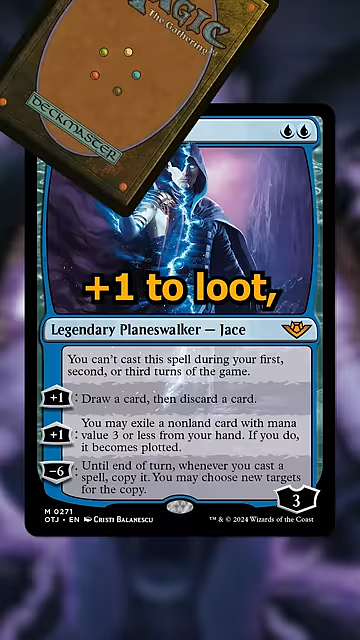 MAGIC
The Gathering
DECKMASTER
+1 to loot,
Legendary Planeswalker — Jace
You can't cast this spell during your first,
second, or third turns of the game.
+1: Draw a card, then discard a card.
+1: You may exile a nonland card with mana
value 3 or less from your hand. If you do,
it becomes plotted.
−6: Until end of turn, whenever you cast a
spell, copy it. You may choose new targets
for the copy.
3
M 0271
OTJ • EN Cristi Balanescu
™ & © 2024 Wizards of the Coast